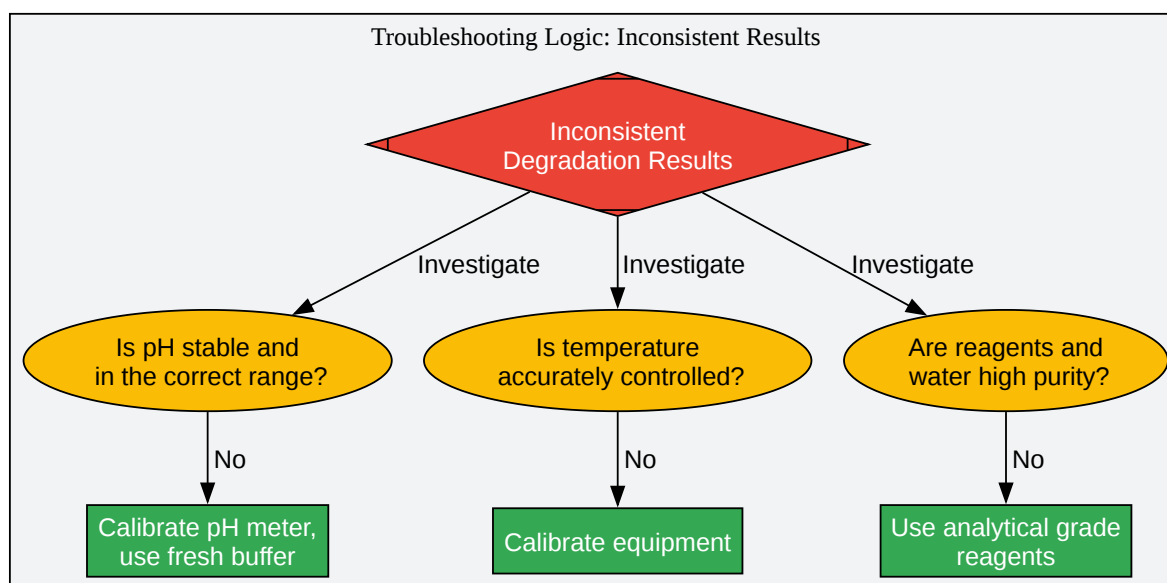 Troubleshooting Logic: Inconsistent Results
Inconsistent
Degradation Results
Investigate
Investigate
Investigate
Is pH stable and
in the correct range?
Is temperature
accurately controlled?
Are reagents and
water high purity?
No
No
No
Calibrate pH meter,
use fresh buffer
Calibrate equipment
Use analytical grade
reagents